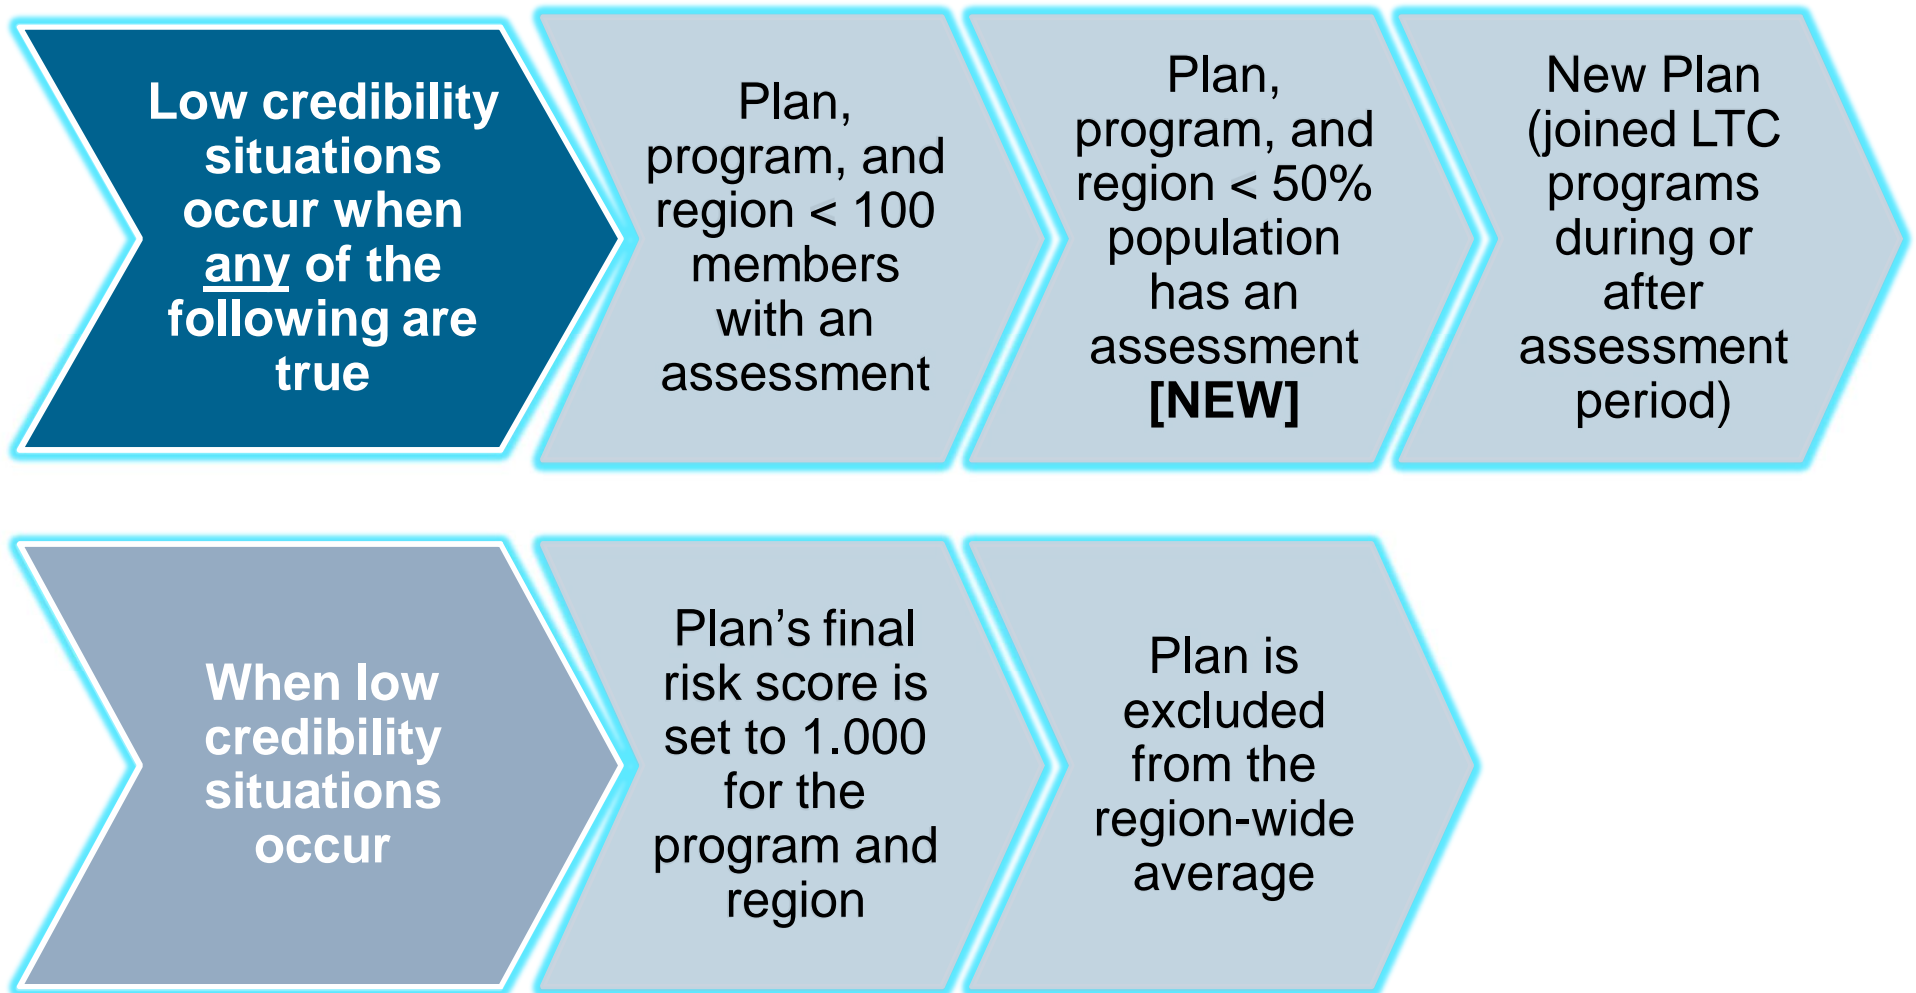 Low credibility
situations
occur when
any of the
following are
true
Plan,
program, and
region < 100
members
with an
assessment
Plan,
program, and
region < 50%
population
has an
assessment
[NEW]
New Plan
(joined LTC
programs
during or
after
assessment
period)
When low
credibility
situations
occur
Plan’s final
risk score is
set to 1.000
for the
program and
region
Plan is
excluded
from the
region-wide
average